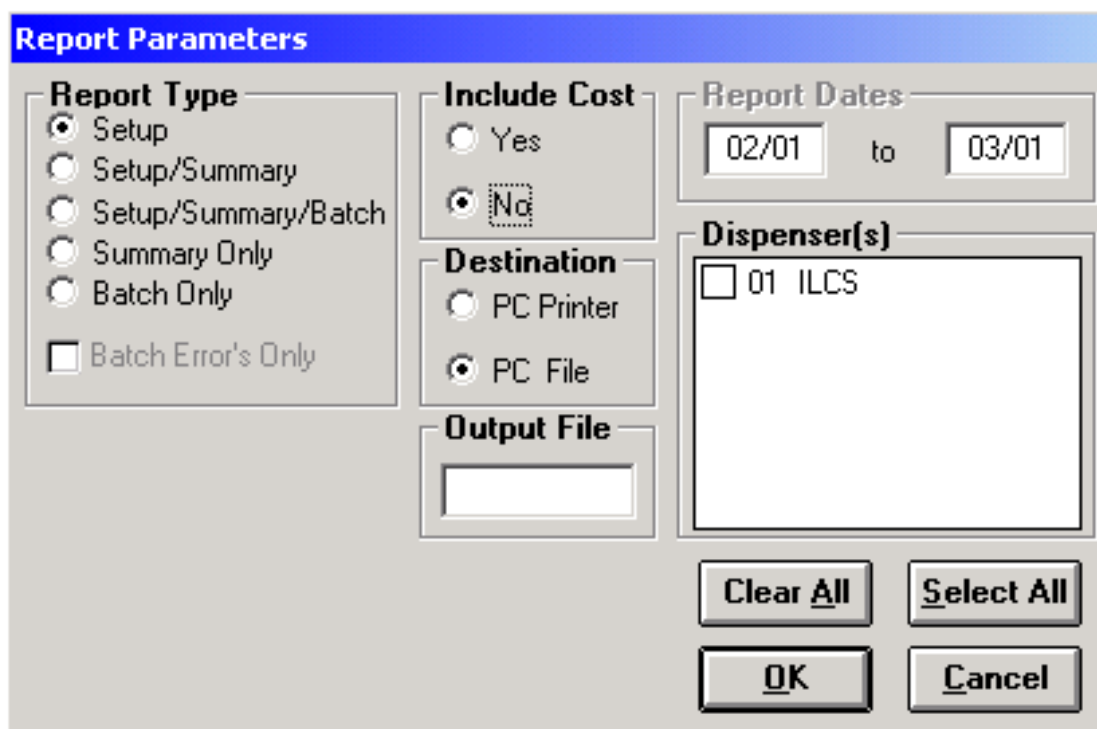 Report Parameters
Report Type
Setup
Setup/Summary
Setup/Summary/Batch
Summary Only
Batch Only
Batch Error's Only
Include Cost
Yes
No
Destination
PC Printer
PC File
Output File
Report Dates
02/01 to 03/01
Dispenser(s)
01 ILCS
Clear All Select All
OK Cancel